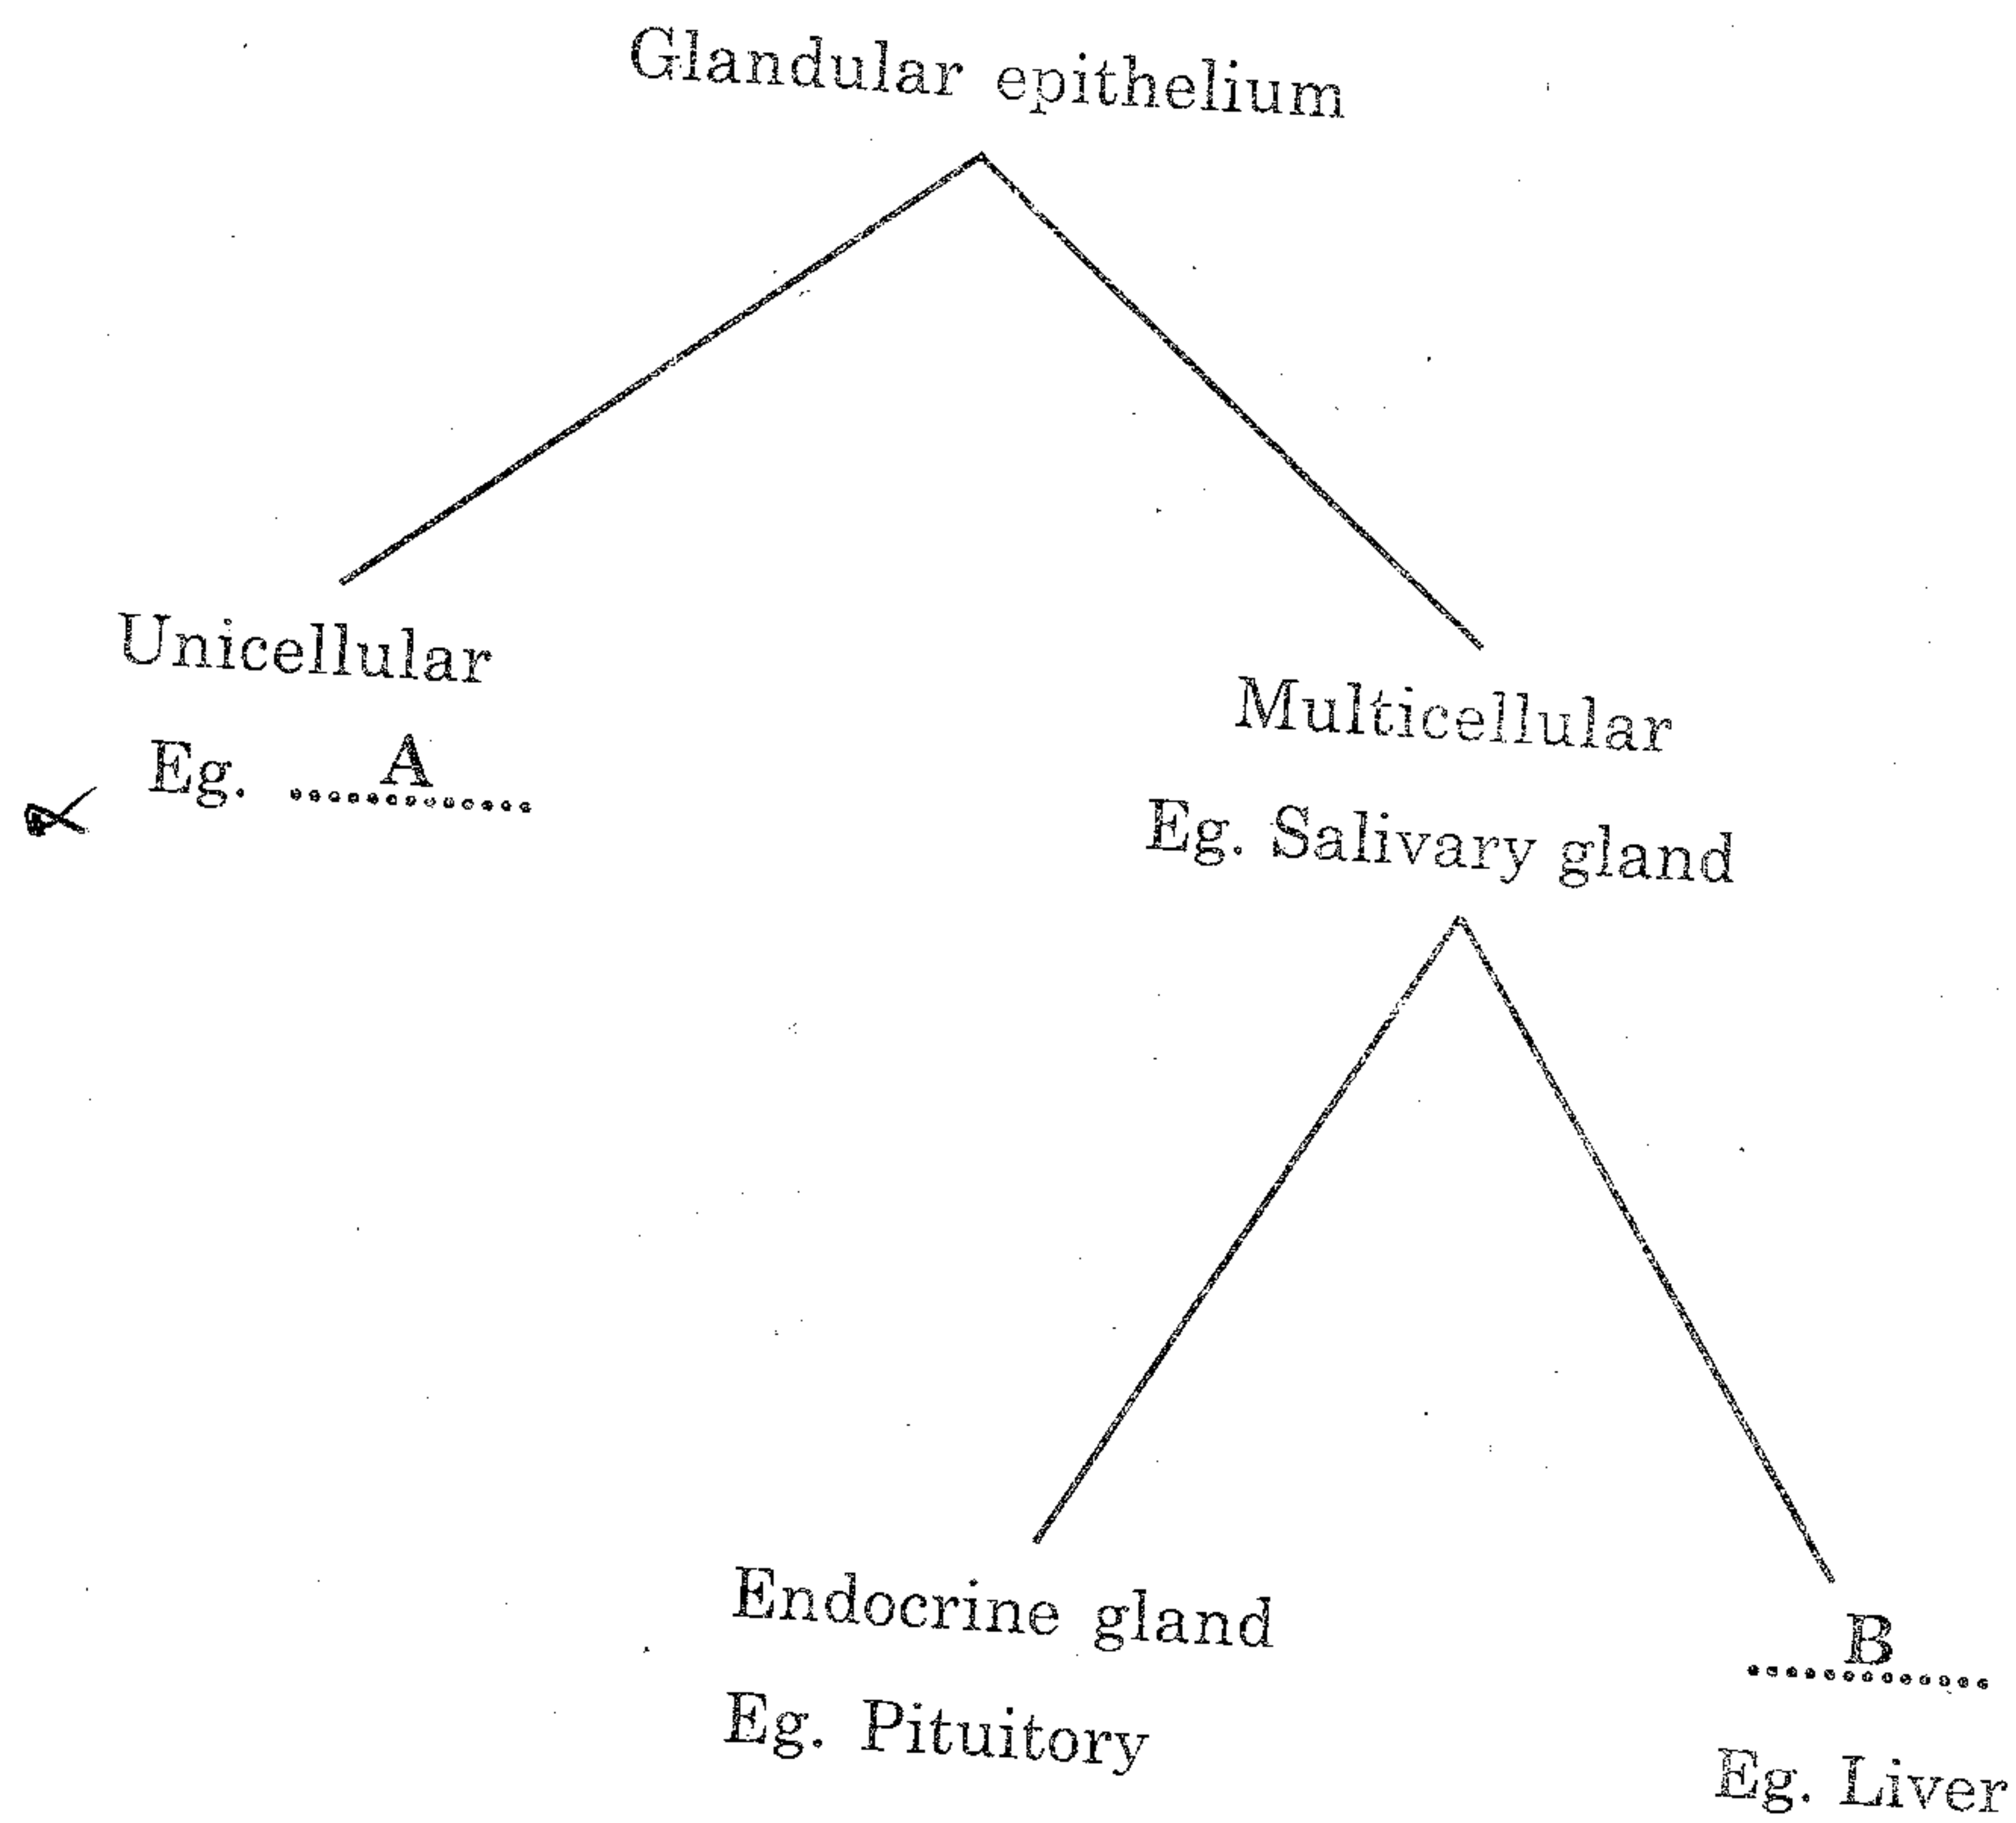 Glandular epithelium
Unicellular
Eg. ....A....
Multicellular
Eg. Salivary gland
Endocrine gland
Eg. Pituitory
....B....
Eg. Liver